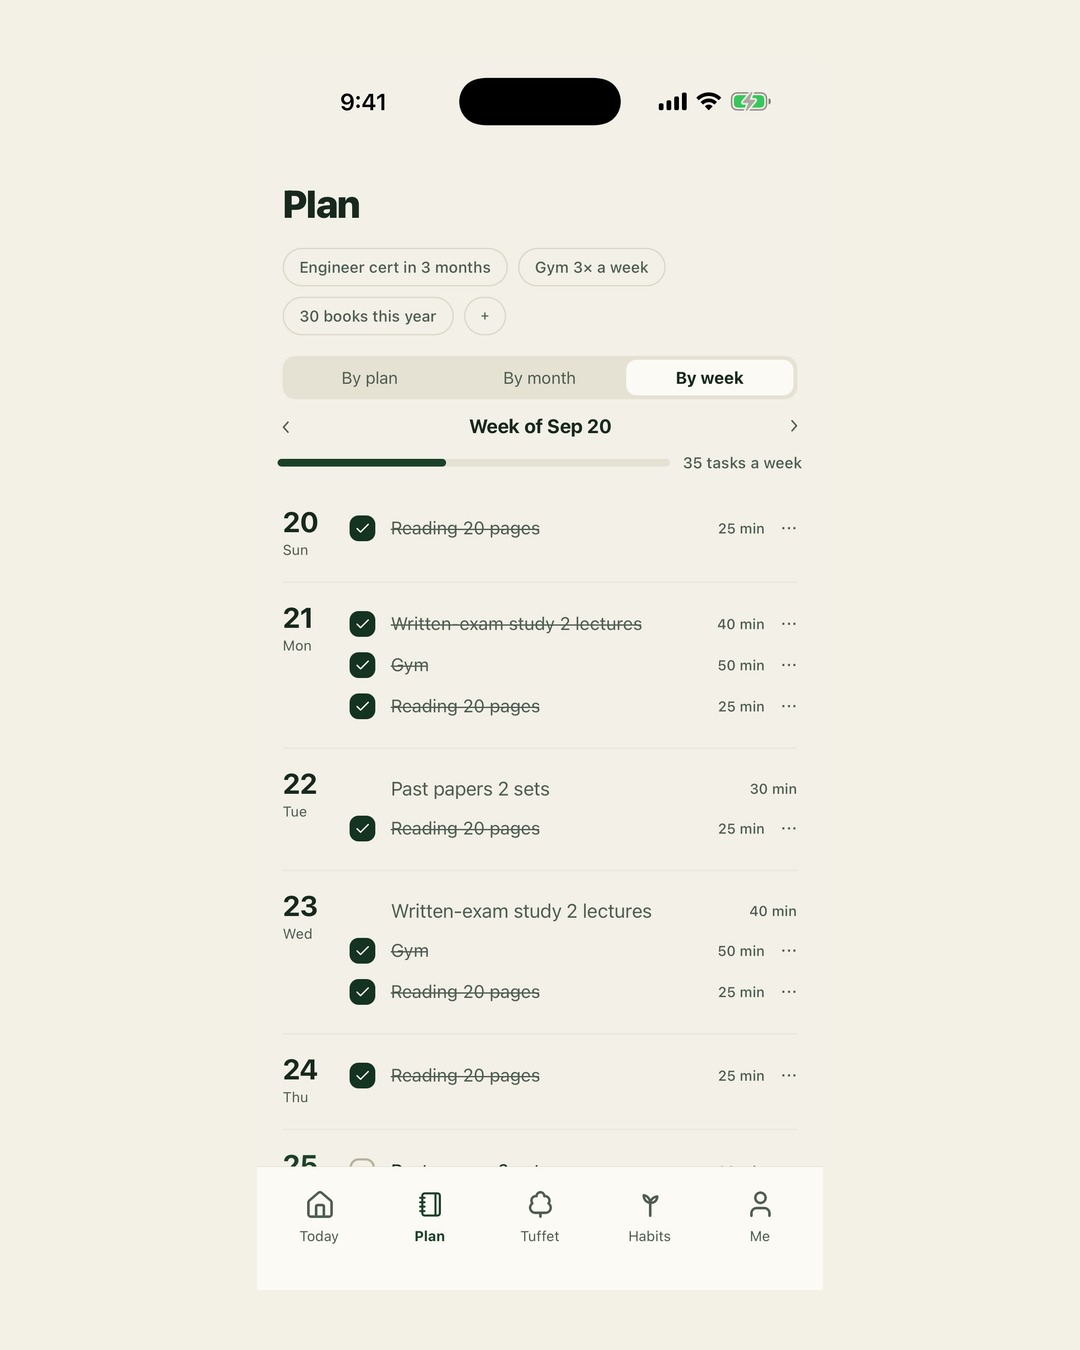 9:41
Plan
Engineer cert in 3 months
Gym 3× a week
30 books this year
+
By plan
By month
By week
Week of Sep 20
35 tasks a week
20
Sun
Reading 20 pages
25 min
21
Mon
Written-exam study 2 lectures
40 min
Gym
50 min
Reading 20 pages
25 min
22
Tue
Past papers 2 sets
30 min
Reading 20 pages
25 min
23
Wed
Written-exam study 2 lectures
40 min
Gym
50 min
Reading 20 pages
25 min
24
Thu
Reading 20 pages
25 min
25
Today
Plan
Tuffet
Habits
Me